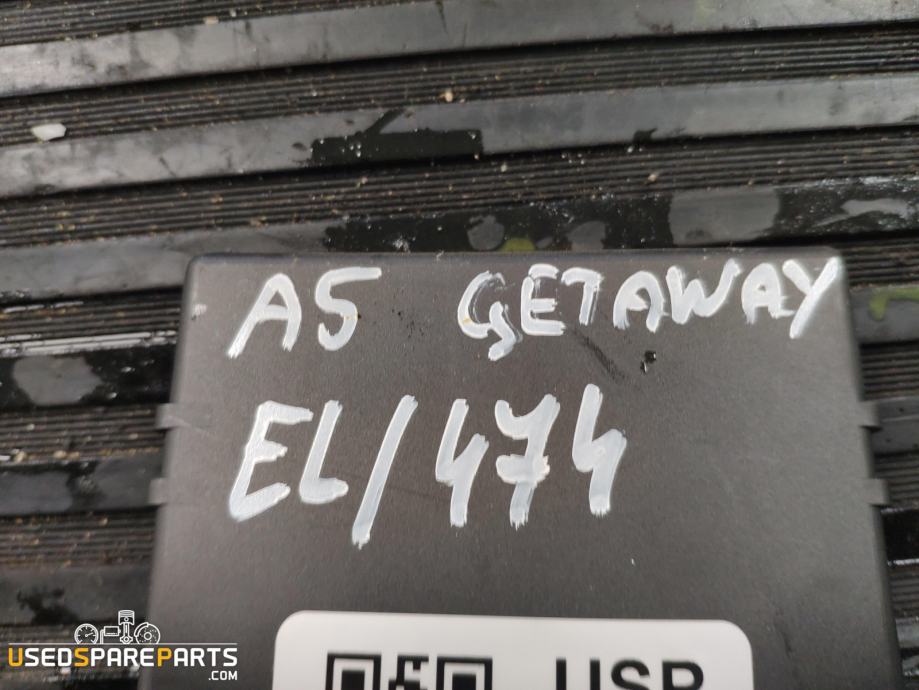 A5 GETAWAY
EL/474
USP
USEDSPAREPARTS
.COM